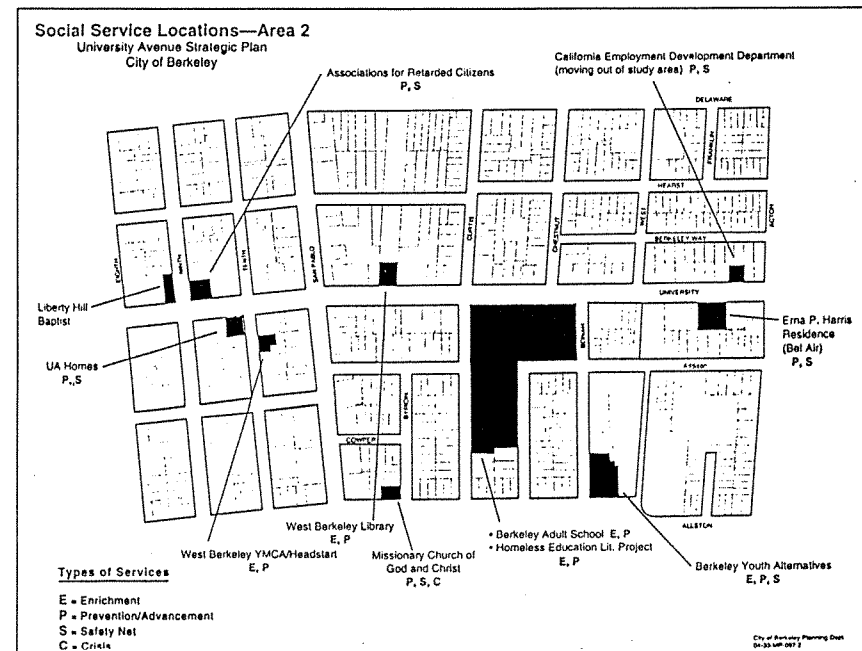 Social Service Locations—Area 2
University Avenue Strategic Plan
City of Berkeley
Associations for Retarded Citizens
P, S
California Employment Development Department
(moving out of study area) P, S
DELAWARE
FRANKLIN
HEARST
CURTIS
CHESTNUT
WEST
ACTON
BERKELEY WAY
EIGHTH
NINTH
TENTH
SAN PABLO
UNIVERSITY
Liberty Hill
Baptist
UA Homes
P,,S
BONAR
Erna P. Harris
Residence
(Bel Air)
P, S
Addison
BYRON
COWPER
ALLSTON
West Berkeley YMCA/Headstart
E, P
West Berkeley Library
E, P
Missionary Church of
God and Christ
P, S, C
• Berkeley Adult School E, P
• Homeless Education Lit. Project
E, P
Berkeley Youth Alternatives
E, P, S
Types of Services
E = Enrichment
P = Prevention/Advancement
S = Safety Net
C = Crisis
City of Berkeley Planning Dept.